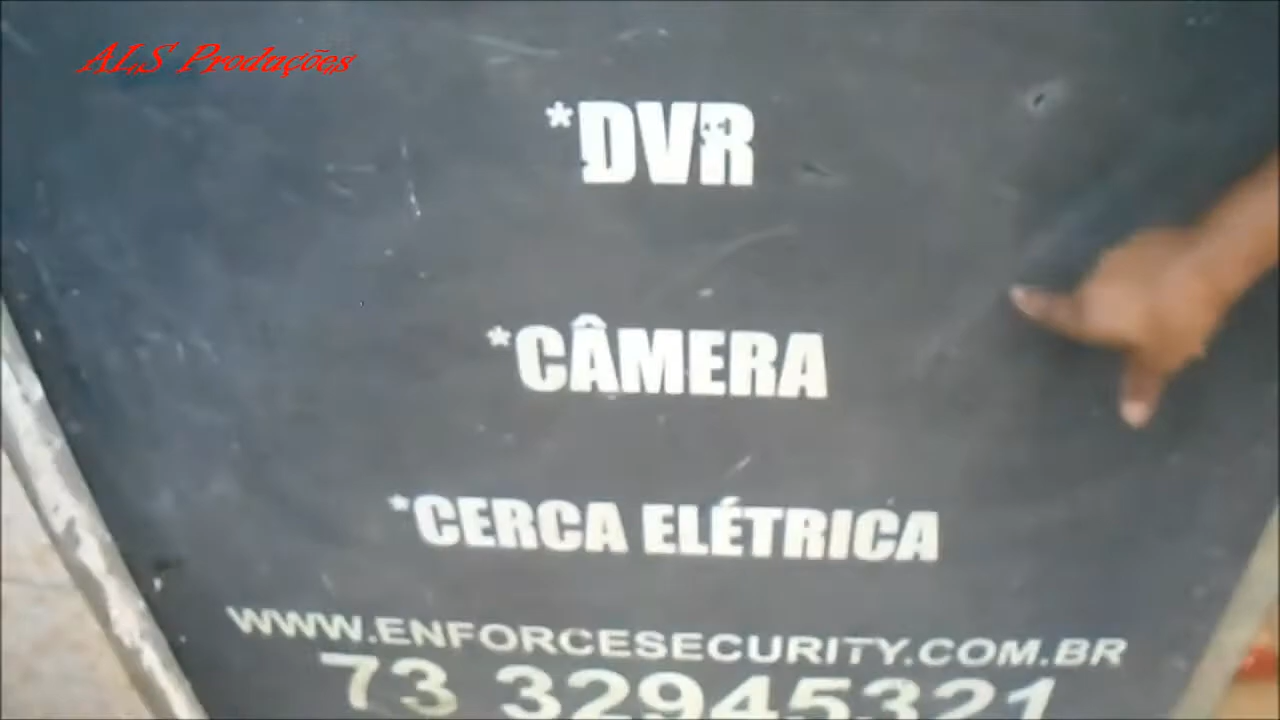 ALS Produções
*DVR
*CÂMERA
*CERCA ELÉTRICA
WWW.ENFORCESECURITY.COM.BR
73 32945321